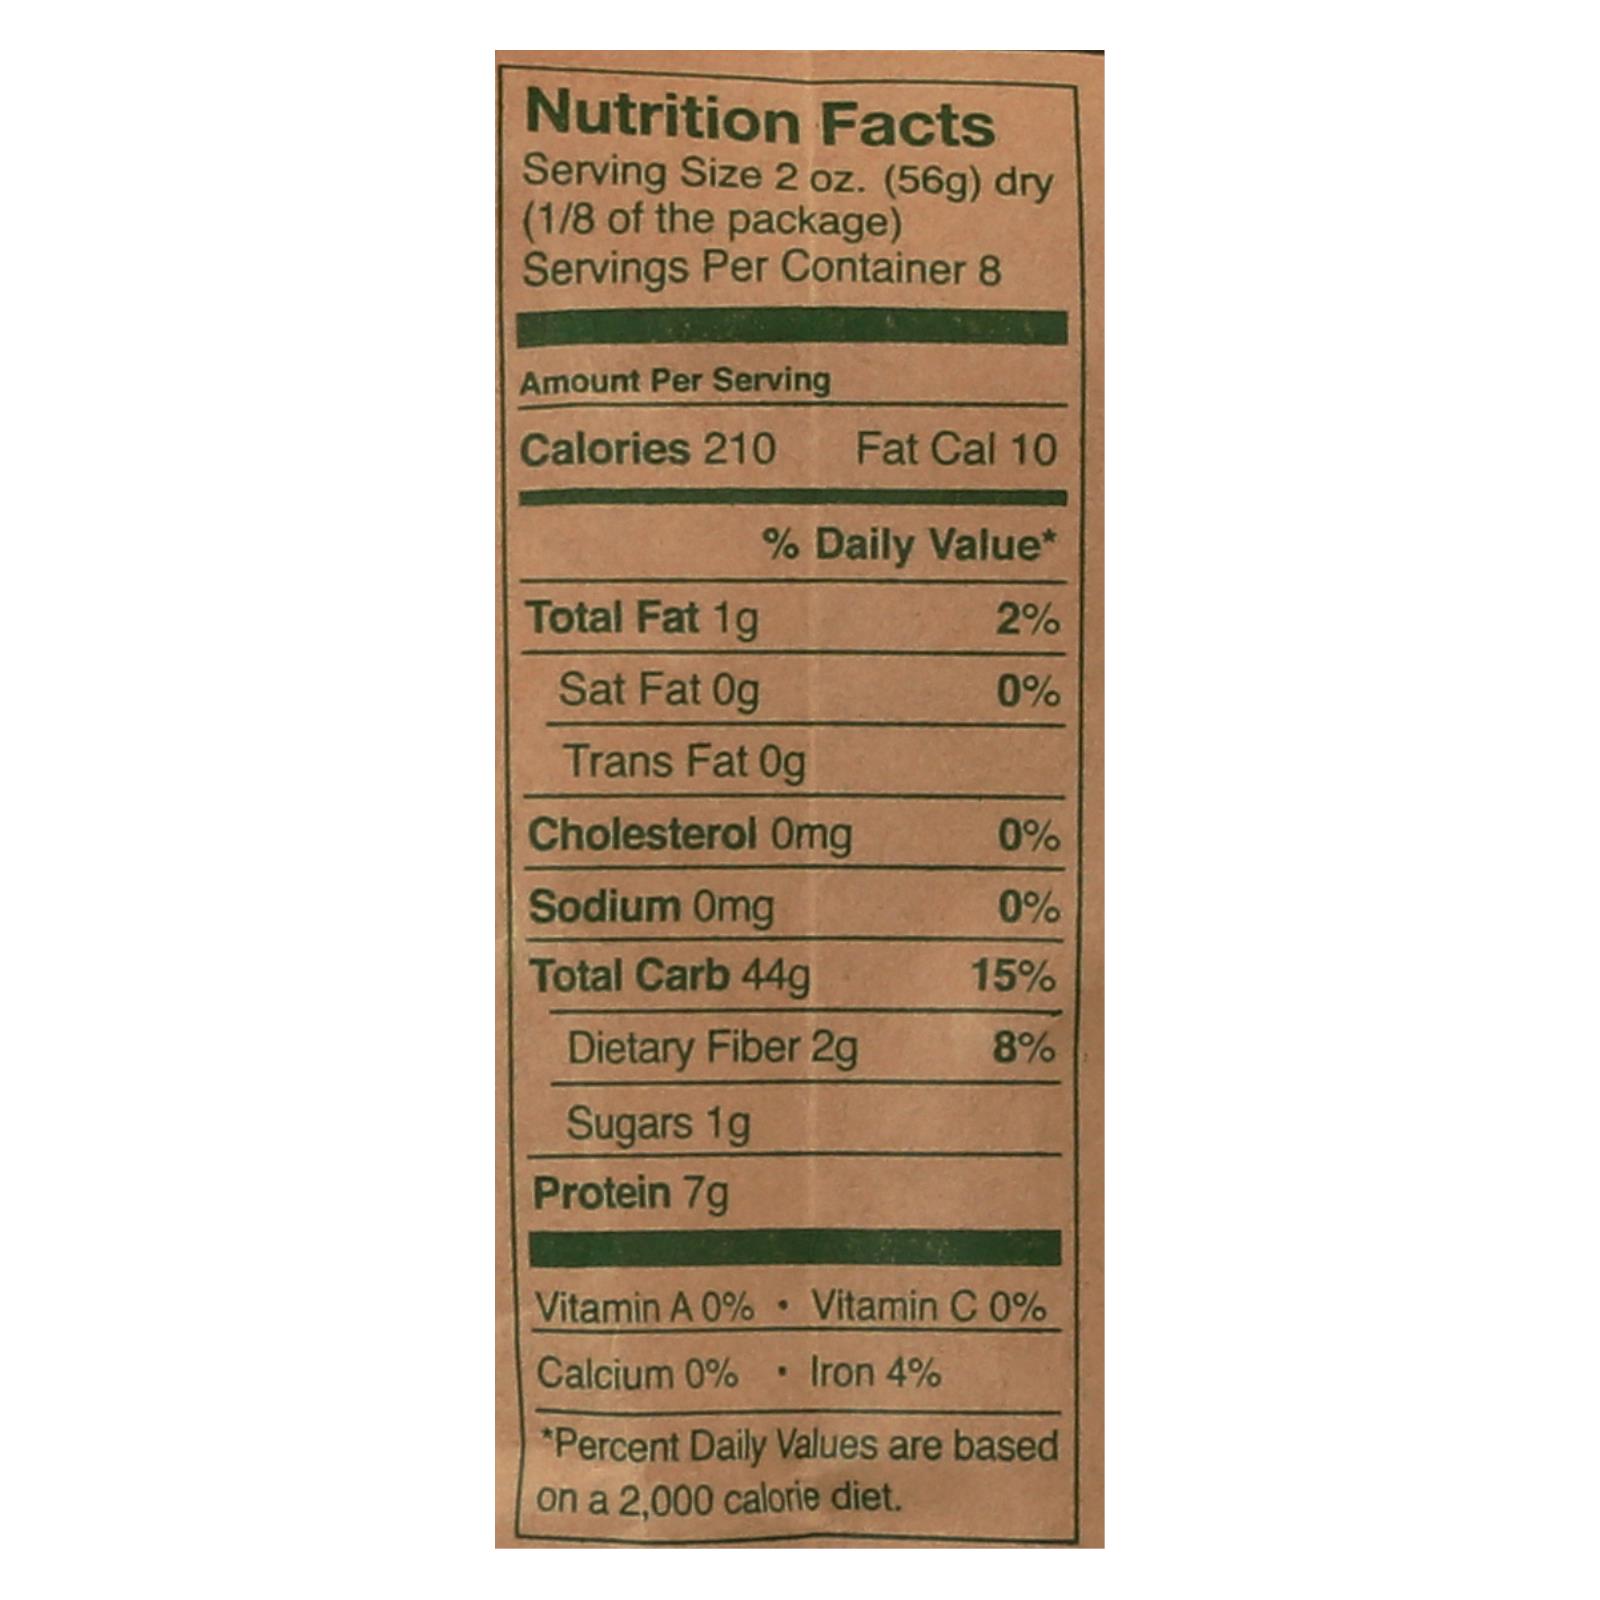 Nutrition Facts
Serving Size 2 oz. (56g) dry
(1/8 of the package)
Servings Per Container 8
Amount Per Serving
Calories 210 Fat Cal 10
% Daily Value*
Total Fat 1g 2%
Sat Fat 0g 0%
Trans Fat 0g
Cholesterol 0mg 0%
Sodium 0mg 0%
Total Carb 44g 15%
Dietary Fiber 2g 8%
Sugars 1g
Protein 7g
Vitamin A 0% • Vitamin C 0%
Calcium 0% • Iron 4%
*Percent Daily Values are based
on a 2,000 calorie diet.